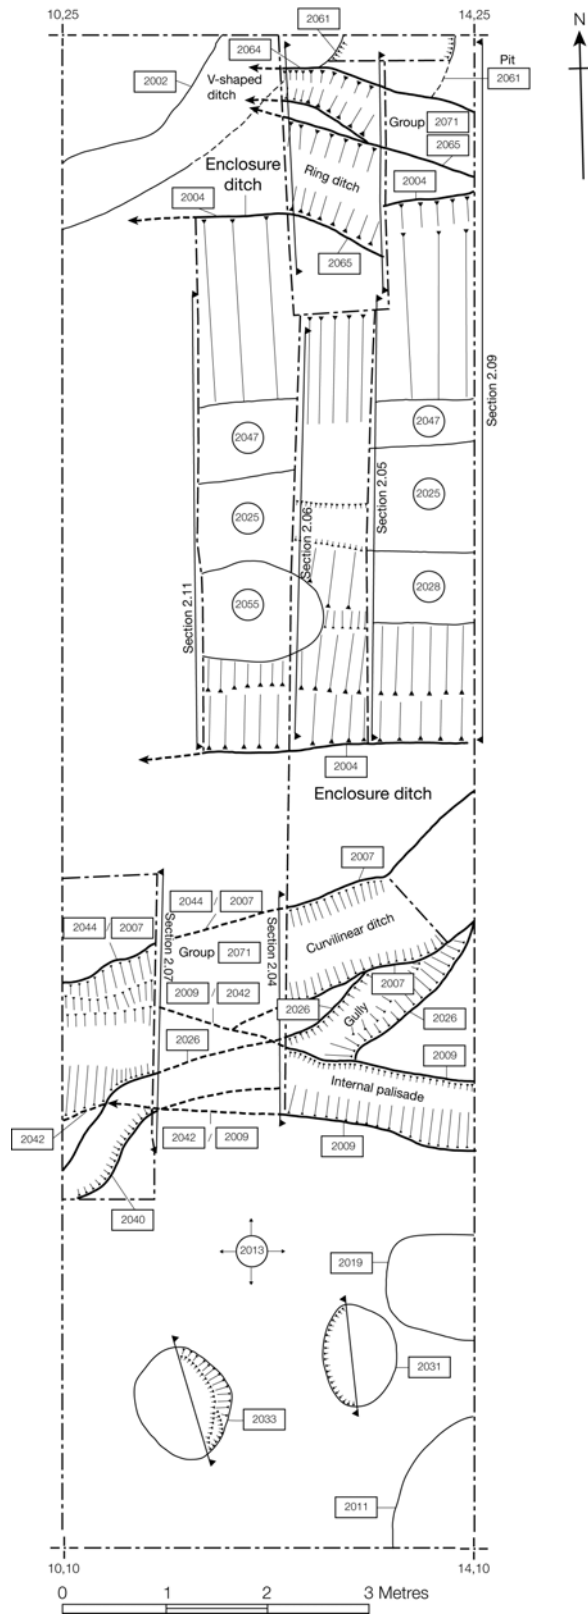 10,25
14,25
N
2061
2064
Pit
2061
2002
V-shaped
ditch
Group 2071
2065
Enclosure
ditch
Ring ditch
2004
2004
2065
Section 2.09
2047
2047
Section 2.05
2025
2025
Section 2.06
2055
2028
Section 2.11
2004
Enclosure ditch
2007
2044 / 2007
2044 / 2007
Section 2.07
Section 2.04
Curvilinear ditch
Group 2071
2009 / 2042
2007
2026
Gully
2026
2026
2009
Internal palisade
2042
2042 / 2009
2009
2040
2013
2019
2031
2033
2011
10,10
14,10
0 1 2 3 Metres